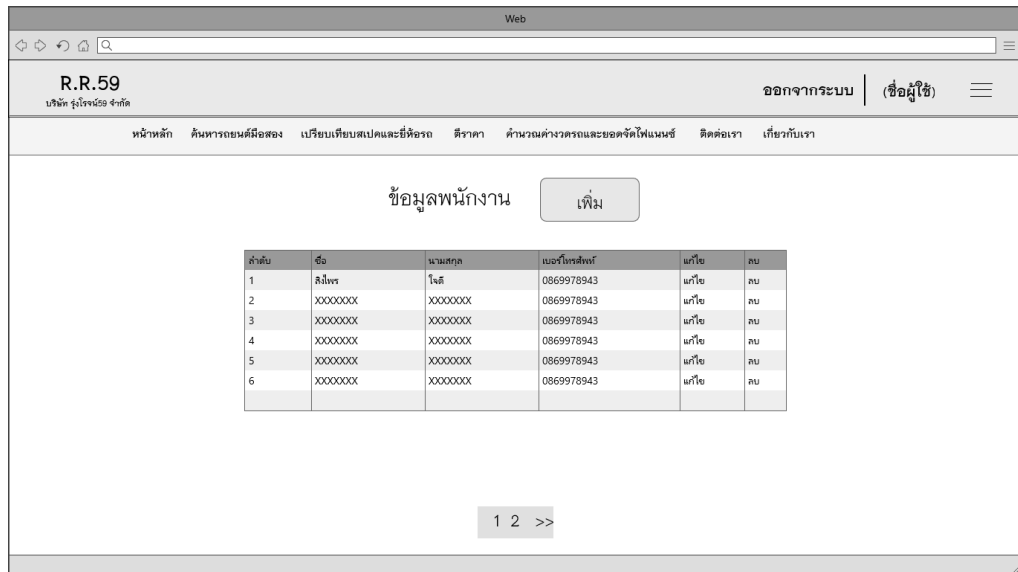 Web
R.R.59
บริษัท รุ่งโรจน์59 จำกัด
ออกจากระบบ (ชื่อผู้ใช้)
หน้าหลัก ค้นหารถยนต์มือสอง เปรียบเทียบสเปคและยี่ห้อรถ ตีราคา คำนวณค่างวดรถและยอดจัดไฟแนนซ์ ติดต่อเรา เกี่ยวกับเรา
ข้อมูลพนักงาน เพิ่ม
ลำดับ ชื่อ นามสกุล เบอร์โทรศัพท์ แก้ไข ลบ
1 สิงไพร ใจดี 0869978943 แก้ไข ลบ
2 XXXXXXX XXXXXXX 0869978943 แก้ไข ลบ
3 XXXXXXX XXXXXXX 0869978943 แก้ไข ลบ
4 XXXXXXX XXXXXXX 0869978943 แก้ไข ลบ
5 XXXXXXX XXXXXXX 0869978943 แก้ไข ลบ
6 XXXXXXX XXXXXXX 0869978943 แก้ไข ลบ
1 2 >>